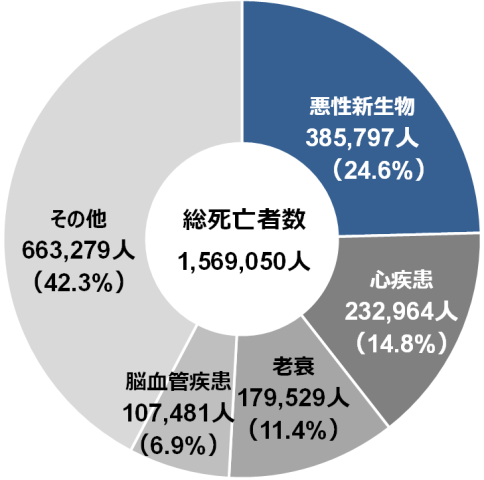 悪性新生物
385,797人
（24.6%）
心疾患
232,964人
（14.8%）
老衰
179,529人
（11.4%）
脳血管疾患
107,481人
（6.9%）
その他
663,279人
（42.3%）
総死亡者数
1,569,050人